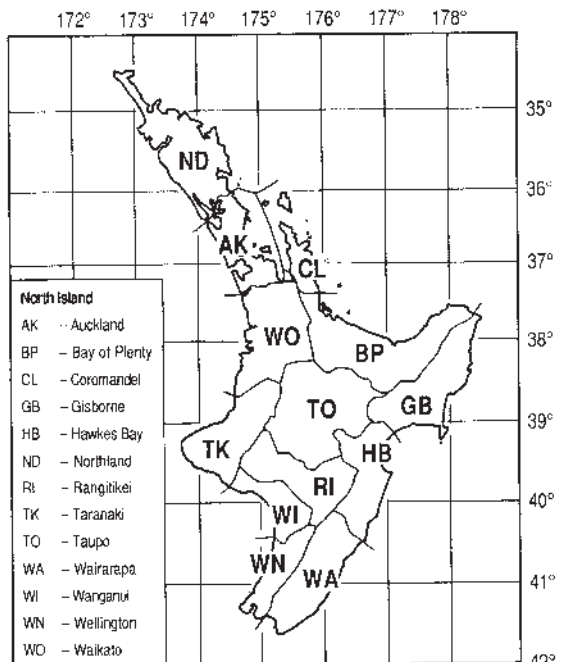 172° 173° 174° 175° 176° 177° 178°
35°
ND
36°
AK
CL
37°
North Island
AK - Auckland
WO
BP
38°
BP – Bay of Plenty
CL – Coromandel
TO
GB
GB – Gisborne
39°
HB – Hawkes Bay
TK
HB
ND – Northland
RI
RI – Rangitikei
40°
TK – Taranaki
WI
TO – Taupo
WN
WA
WA – Wairarapa
41°
WI – Wanganui
WN – Wellington
WO – Waikato
42°